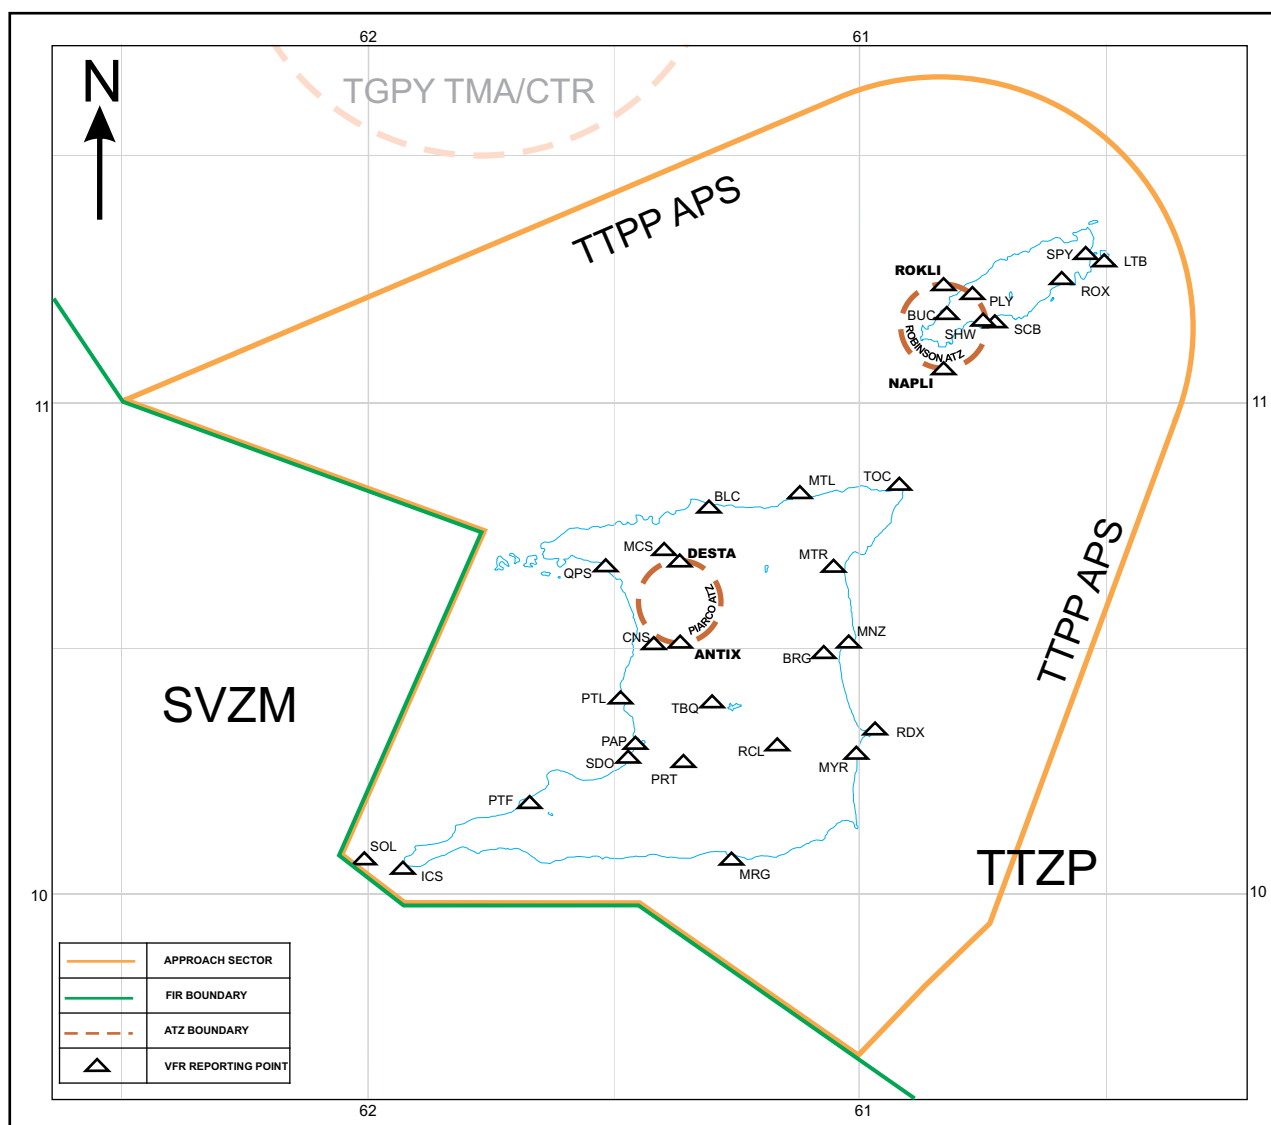 62
61
N
TGPY TMA/CTR
TTPP APS
SPY
LTB
ROKLI
ROX
PLY
BUC
SHW
SCB
ROBINSON ATZ
NAPLI
11
11
TOC
MTL
BLC
MCS
DESTA
MTR
QPS
PIARCO ATZ
TTPP APS
CNS
ANTIX
MNZ
BRG
SVZM
PTL
TBQ
RDX
PAP
RCL
SDO
MYR
PRT
PTF
SOL
ICS
MRG
TTZP
10
10
APPROACH SECTOR
FIR BOUNDARY
ATZ BOUNDARY
VFR REPORTING POINT
62
61